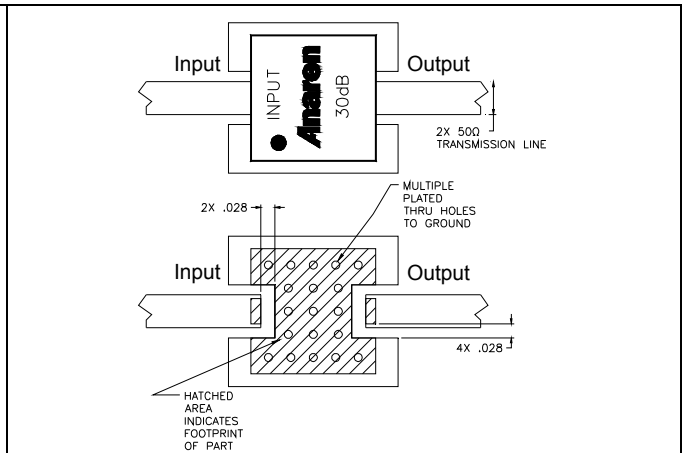 Input
Output
INPUT
Anaren
30dB
2X 50Ω
TRANSMISSION LINE
MULTIPLE
PLATED
THRU HOLES
TO GROUND
2X .028
Input
Output
4X .028
HATCHED
AREA
INDICATES
FOOTPRINT
OF PART